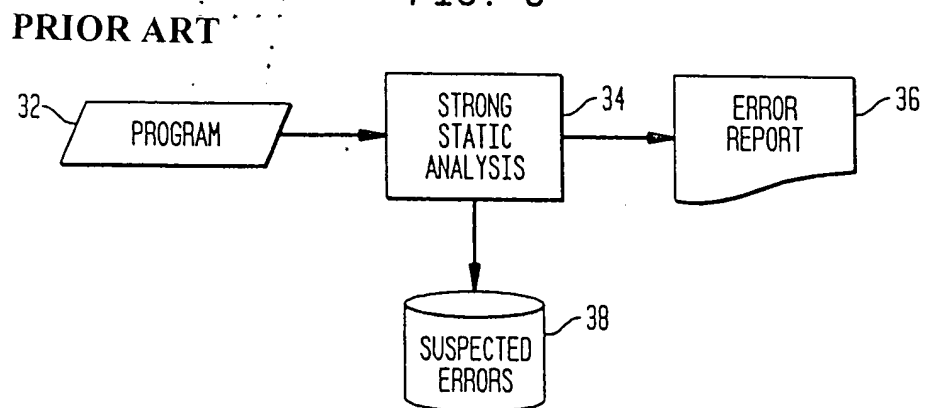 PRIOR ART
32
PROGRAM
STRONG
STATIC
ANALYSIS
34
ERROR
REPORT
36
SUSPECTED
ERRORS
38